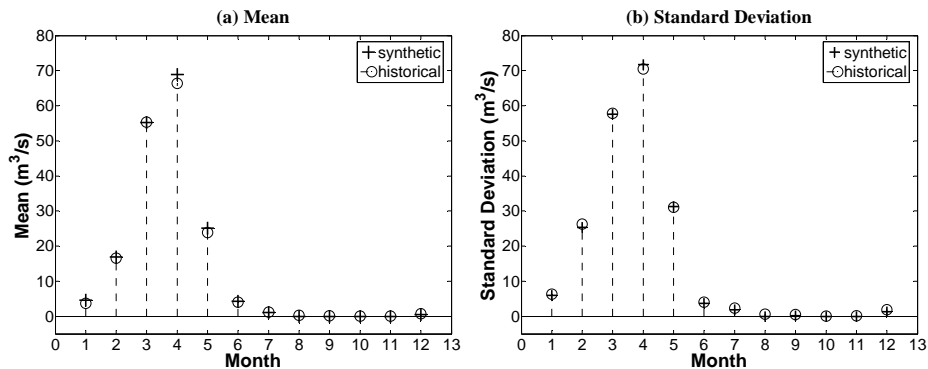 (a) Mean
80
70
60
50
40
30
20
10
0
Mean (m³/s)
synthetic
historical
0 1 2 3 4 5 6 7 8 9 10 11 12 13
Month
(b) Standard Deviation
80
70
60
50
40
30
20
10
0
Standard Deviation (m³/s)
synthetic
historical
0 1 2 3 4 5 6 7 8 9 10 11 12 13
Month